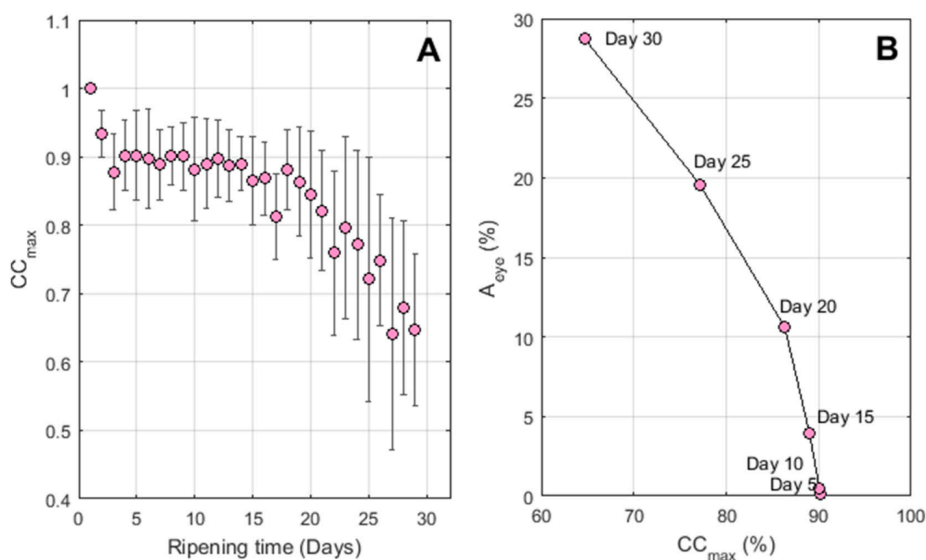 A
1.1
1
0.9
0.8
0.7
0.6
0.5
0.4
CCmax
0 5 10 15 20 25 30
Ripening time (Days)
B
30
25
20
15
10
5
0
Aeye (%)
Day 30
Day 25
Day 20
Day 15
Day 10
Day 5
60 70 80 90 100
CCmax (%)